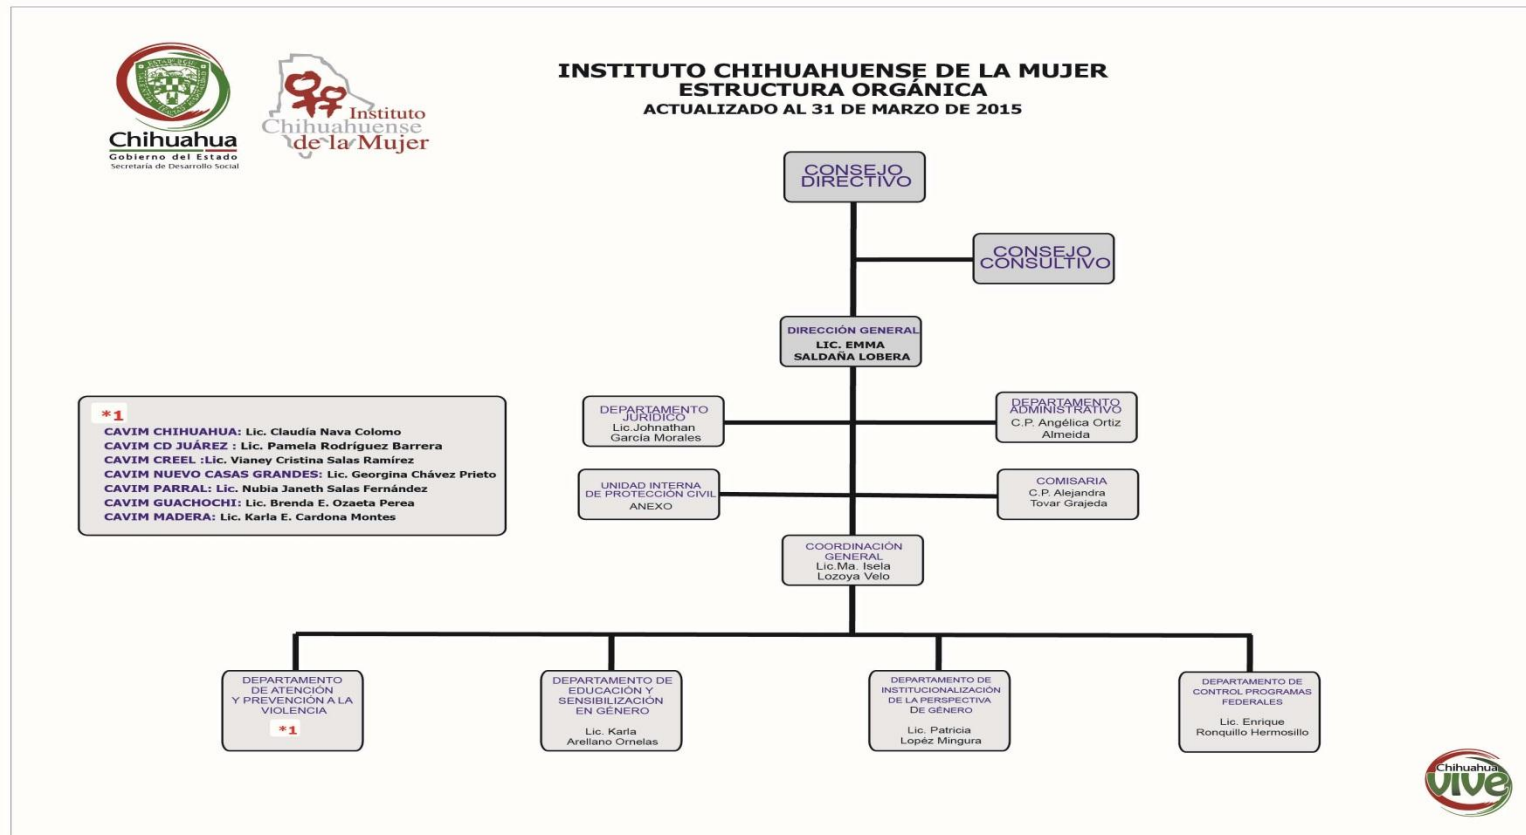 Chihuahua
Gobierno del Estado
Secretaría de Desarrollo Social
Instituto
Chihuahuense
de la Mujer
INSTITUTO CHIHUAHUENSE DE LA MUJER
ESTRUCTURA ORGÁNICA
ACTUALIZADO AL 31 DE MARZO DE 2015
CONSEJO
DIRECTIVO
CONSEJO
CONSULTIVO
DIRECCIÓN GENERAL
LIC. EMMA
SALDAÑA LOBERA
*1
CAVIM CHIHUAHUA: Lic. Claudía Nava Colomo
CAVIM CD JUÁREZ : Lic. Pamela Rodríguez Barrera
CAVIM CREEL :Lic. Vianey Cristina Salas Ramírez
CAVIM NUEVO CASAS GRANDES: Lic. Georgina Chávez Prieto
CAVIM PARRAL: Lic. Nubia Janeth Salas Fernández
CAVIM GUACHOCHI: Lic. Brenda E. Ozaeta Perea
CAVIM MADERA: Lic. Karla E. Cardona Montes
DEPARTAMENTO
JURÍDICO
Lic.Johnathan
García Morales
DEPARTAMENTO
ADMINISTRATIVO
C.P. Angélica Ortiz
Almeida
UNIDAD INTERNA
DE PROTECCIÓN CIVIL
ANEXO
COMISARIA
C.P. Alejandra
Tovar Grajeda
COORDINACIÓN
GENERAL
Lic.Ma. Isela
Lozoya Velo
DEPARTAMENTO
DE ATENCIÓN
Y PREVENCIÓN A LA
VIOLENCIA
*1
DEPARTAMENTO DE
EDUCACIÓN Y
SENSIBILIZACIÓN
EN GÉNERO
Lic. Karla
Arellano Ornelas
DEPARTAMENTO DE
INSTITUCIONALIZACIÓN
DE LA PERSPECTIVA
DE GÉNERO
Lic. Patricia
Lopéz Mingura
DEPARTAMENTO DE
CONTROL PROGRAMAS
FEDERALES
Lic. Enrique
Ronquillo Hermosillo
Chihuahua
vive